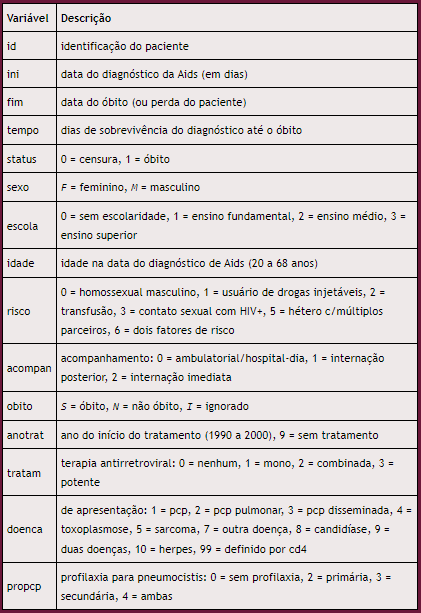 Variável Descrição
id identificação do paciente
ini data do diagnóstico da Aids (em dias)
fim data do óbito (ou perda do paciente)
tempo dias de sobrevivência do diagnóstico até o óbito
status 0 = censura, 1 = óbito
sexo F = feminino, M = masculino
escola 0 = sem escolaridade, 1 = ensino fundamental, 2 = ensino médio, 3 =
ensino superior
idade idade na data do diagnóstico de Aids (20 a 68 anos)
risco 0 = homossexual masculino, 1 = usuário de drogas injetáveis, 2 =
transfusão, 3 = contato sexual com HIV+, 5 = hétero c/múltiplos
parceiros, 6 = dois fatores de risco
acompan acompanhamento: 0 = ambulatorial/hospital-dia, 1 = internação
posterior, 2 = internação imediata
obito S = óbito, N = não óbito, I = ignorado
anotrat ano do início do tratamento (1990 a 2000), 9 = sem tratamento
tratam terapia antirretroviral: 0 = nenhum, 1 = mono, 2 = combinada, 3 =
potente
doenca de apresentação: 1 = pcp, 2 = pcp pulmonar, 3 = pcp disseminada, 4 =
toxoplasmose, 5 = sarcoma, 7 = outra doença, 8 = candidíase, 9 =
duas doenças, 10 = herpes, 99 = definido por cd4
propcp profilaxia para pneumocistis: 0 = sem profilaxia, 2 = primária, 3 =
secundária, 4 = ambas